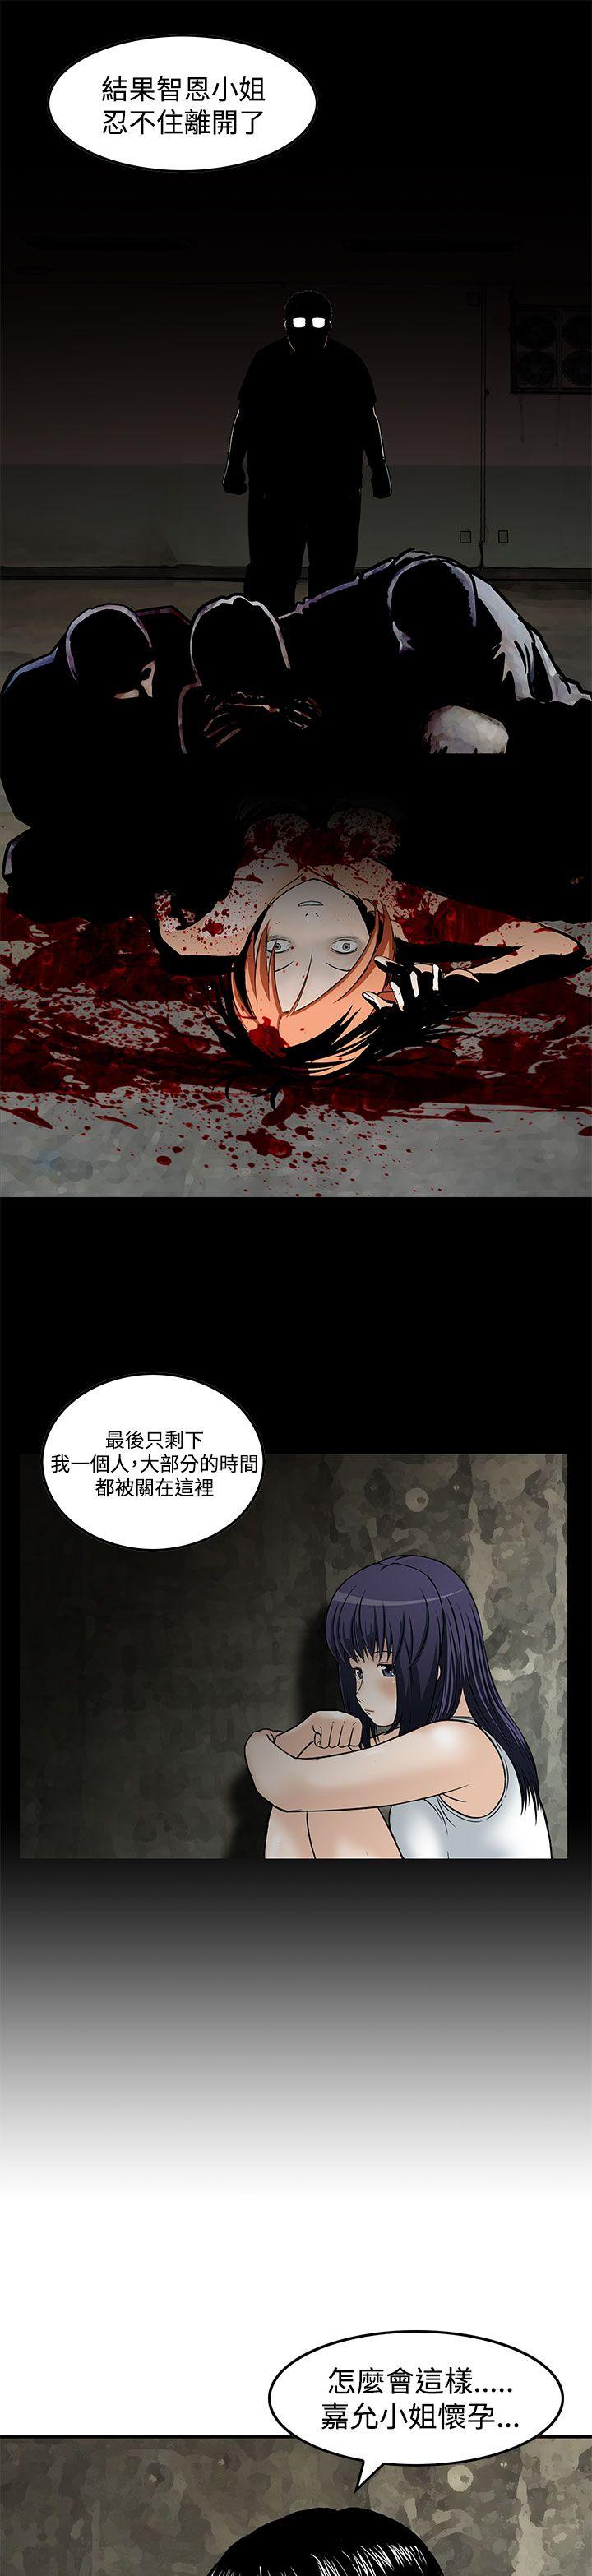 結果智恩小姐
忍不住離開了
最後只剩下
我一個人，大部分的時間
都被關在這裡
怎麼會這樣.....
嘉允小姐懷孕...